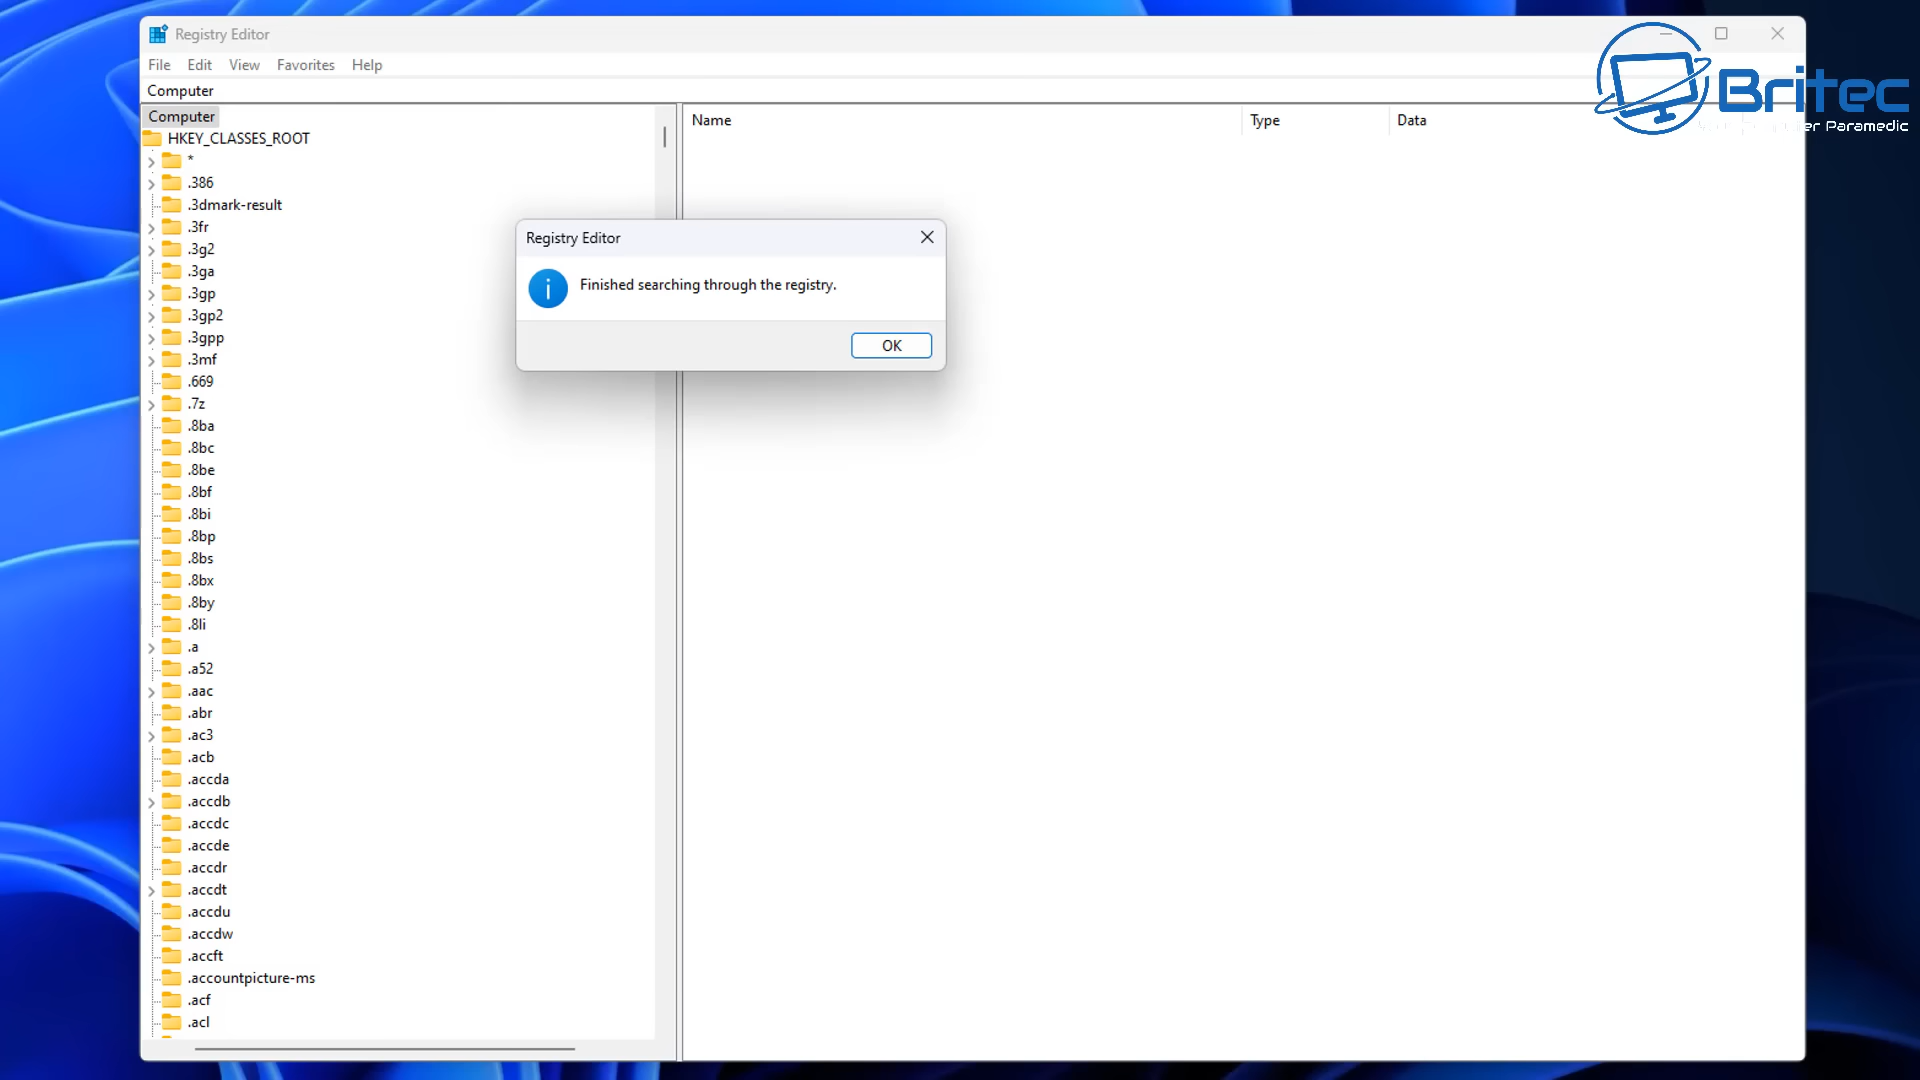 Registry Editor
File Edit View Favorites Help
Computer
Computer
HKEY_CLASSES_ROOT
*
.386
.3dmark-result
.3fr
.3g2
.3ga
.3gp
.3gp2
.3gpp
.3mf
.669
.7z
.8ba
.8bc
.8be
.8bf
.8bi
.8bp
.8bs
.8bx
.8by
.8li
.a
.a52
.aac
.abr
.ac3
.acb
.accda
.accdb
.accdc
.accde
.accdr
.accdt
.accdu
.accdw
.accft
.accountpicture-ms
.acf
.acl
Name Type Data
Registry Editor
Finished searching through the registry.
OK
Britec
Paramedic